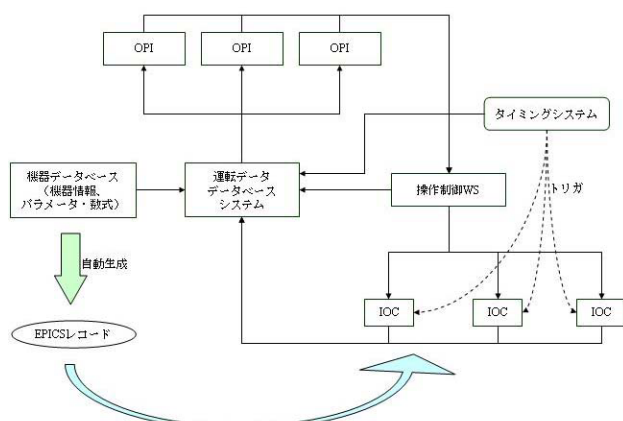 OPI
OPI
OPI
タイミングシステム
機器データベース
(機器情報、
パラメータ・数式)
運転データ
データベース
システム
操作制御WS
トリガ
自動生成
IOC
IOC
IOC
EPICSレコード